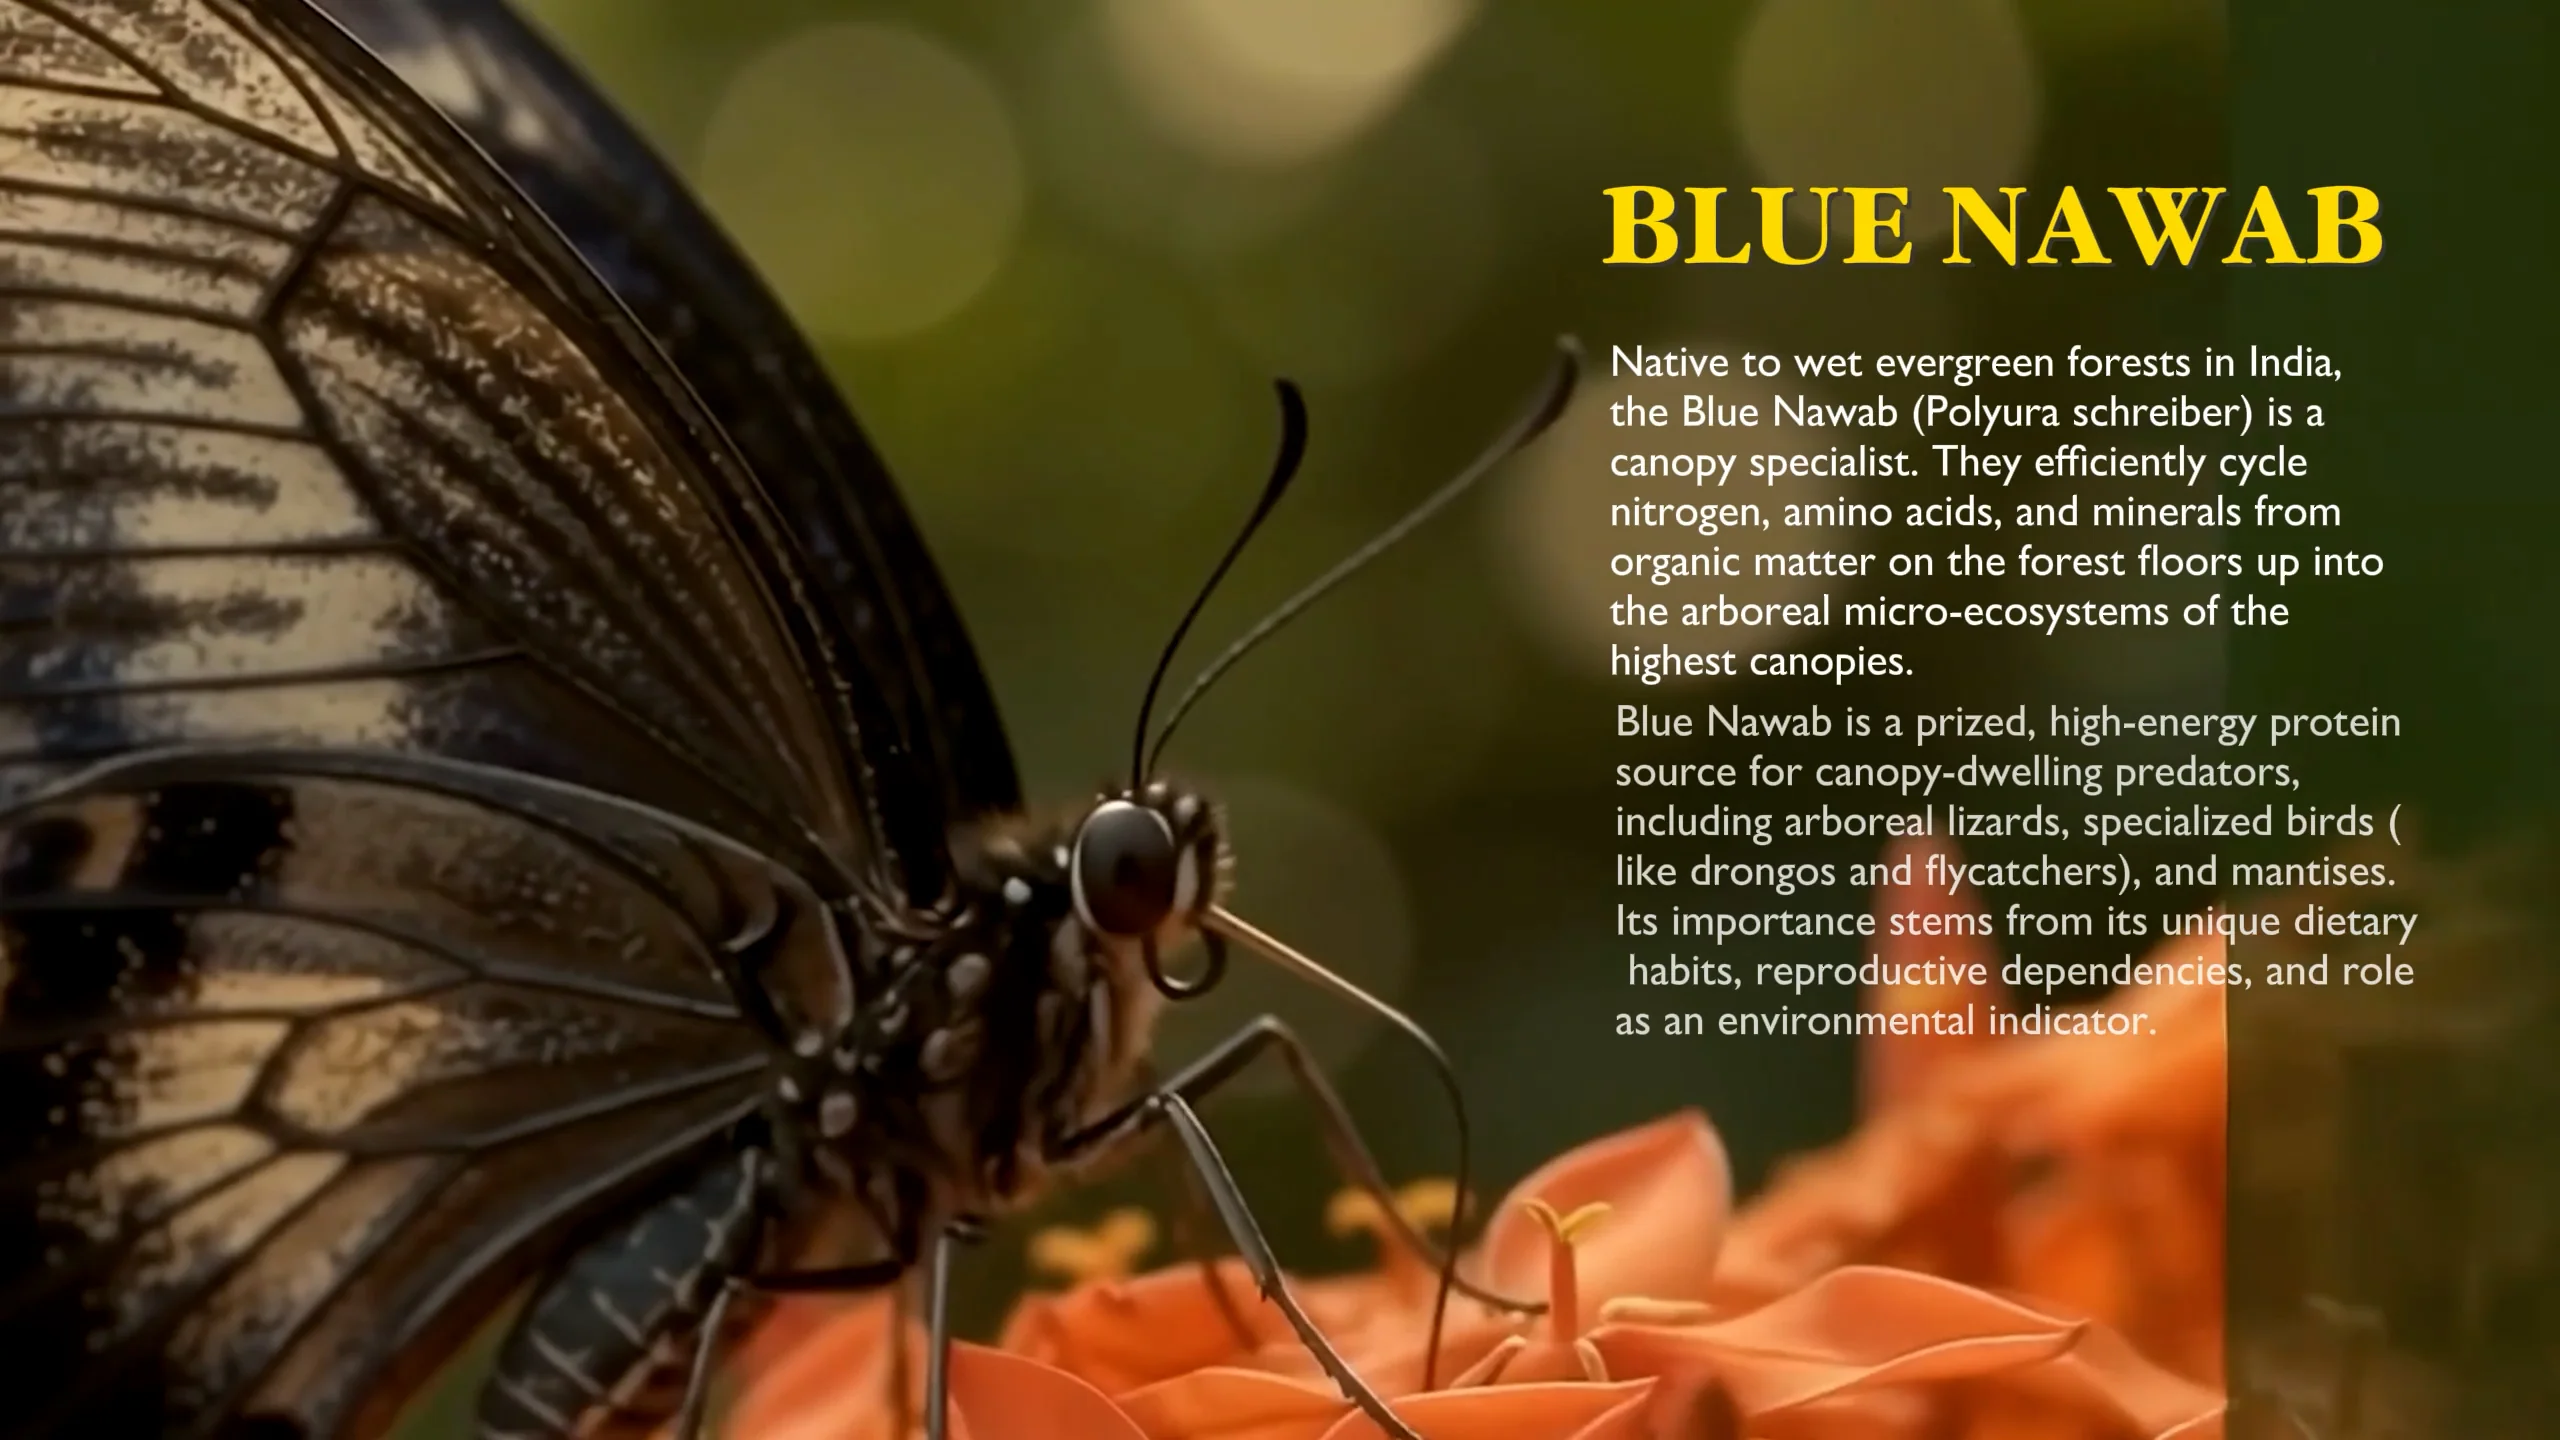 BLUE NAWAB
Native to wet evergreen forests in India,
the Blue Nawab (Polyura schreiber) is a
canopy specialist. They efficiently cycle
nitrogen, amino acids, and minerals from
organic matter on the forest floors up into
the arboreal micro-ecosystems of the
highest canopies.
Blue Nawab is a prized, high-energy protein
source for canopy-dwelling predators,
including arboreal lizards, specialized birds (
like drongos and flycatchers), and mantises.
Its importance stems from its unique dietary
habits, reproductive dependencies, and role
as an environmental indicator.